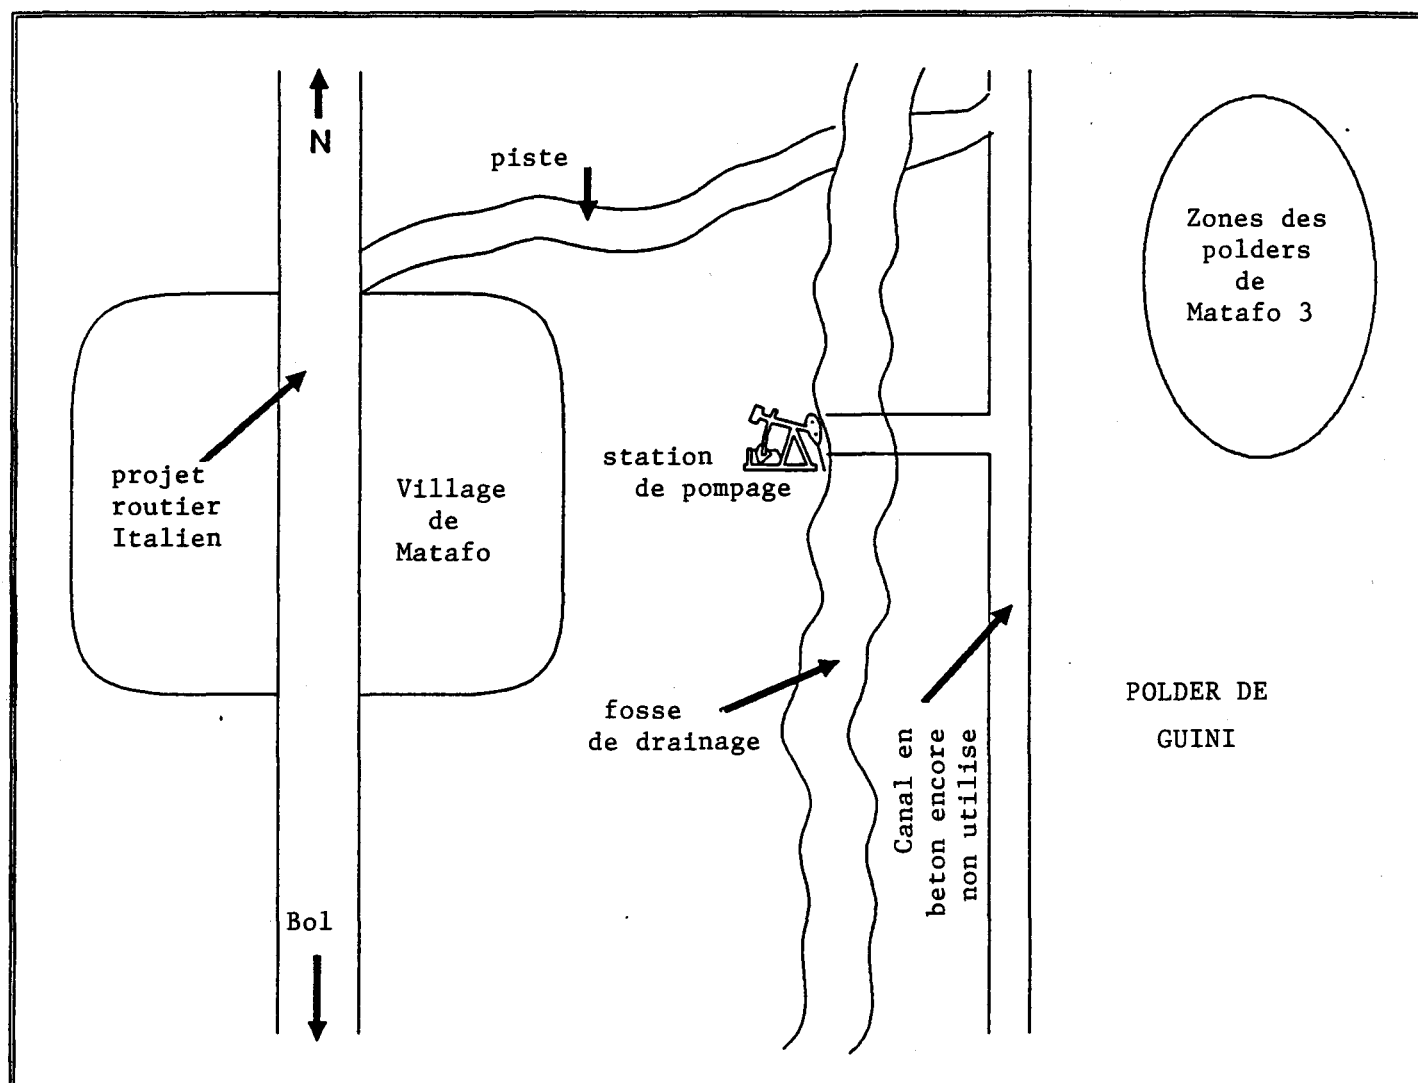 N
piste
Zones des
polders
de
Matafo 3
projet
routier
Italien
Village
de
Matafo
station
de pompage
fosse
de drainage
Canal en
beton encore
non utilise
POLDER DE
GUINI
Bol